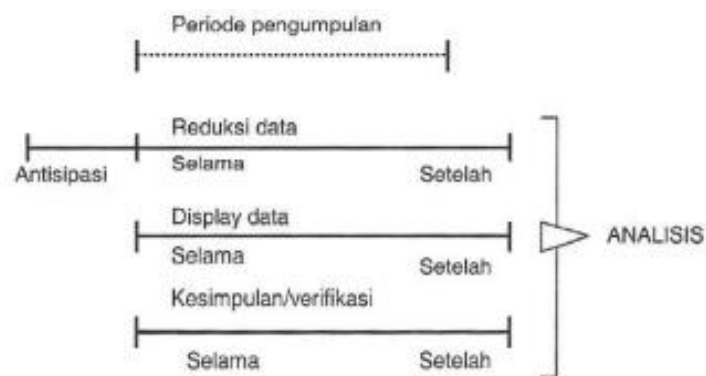 Periode pengumpulan
Reduksi data
Antisipasi
Selama
Setelah
Display data
Selama
Setelah
ANALISIS
Kesimpulan/verifikasi
Selama
Setelah